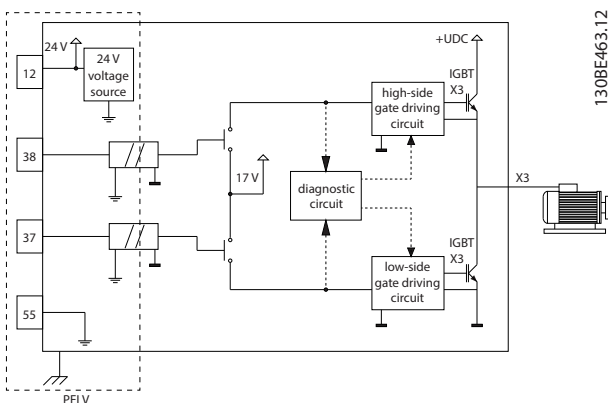 130BE463.12
+UDC
24 V
12
24 V
voltage
source
IGBT
X3
high-side
gate driving
circuit
38
17 V
diagnostic
circuit
X3
37
IGBT
X3
low-side
gate driving
circuit
55
PELV